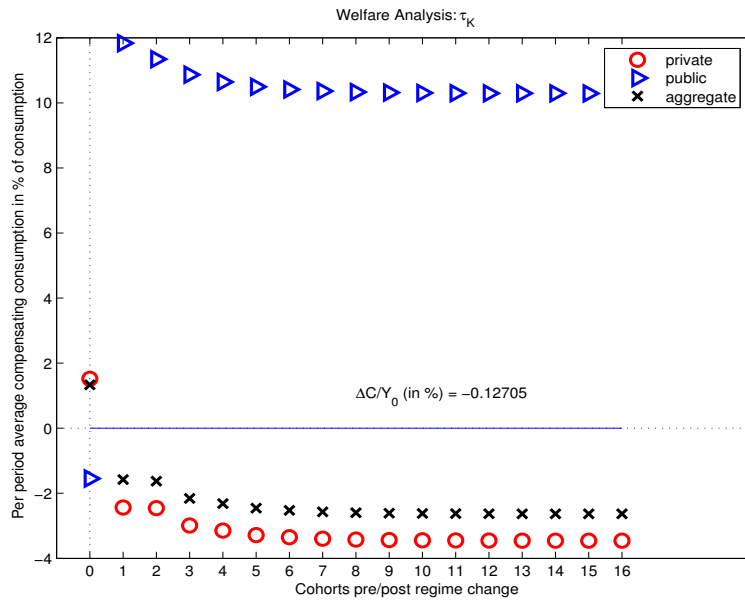 Welfare Analysis: τ_K
Per period average compensating consumption in % of consumption
12
10
8
6
4
2
0
−2
−4
private
public
aggregate
ΔC/Y_0 (in %) = −0.12705
0 1 2 3 4 5 6 7 8 9 10 11 12 13 14 15 16
Cohorts pre/post regime change